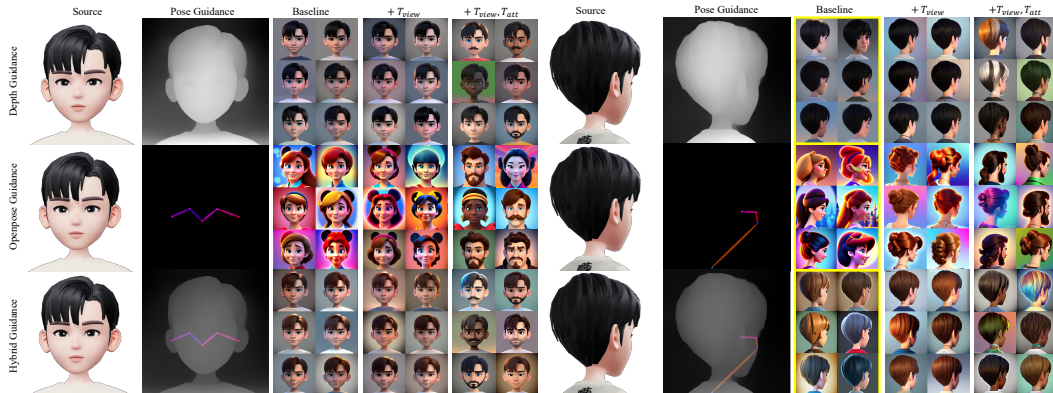 Source Pose Guidance Baseline + T_view + T_view, T_att Source Pose Guidance Baseline + T_view + T_view, T_att
Depth Guidance
Openpose Guidance
Hybrid Guidance